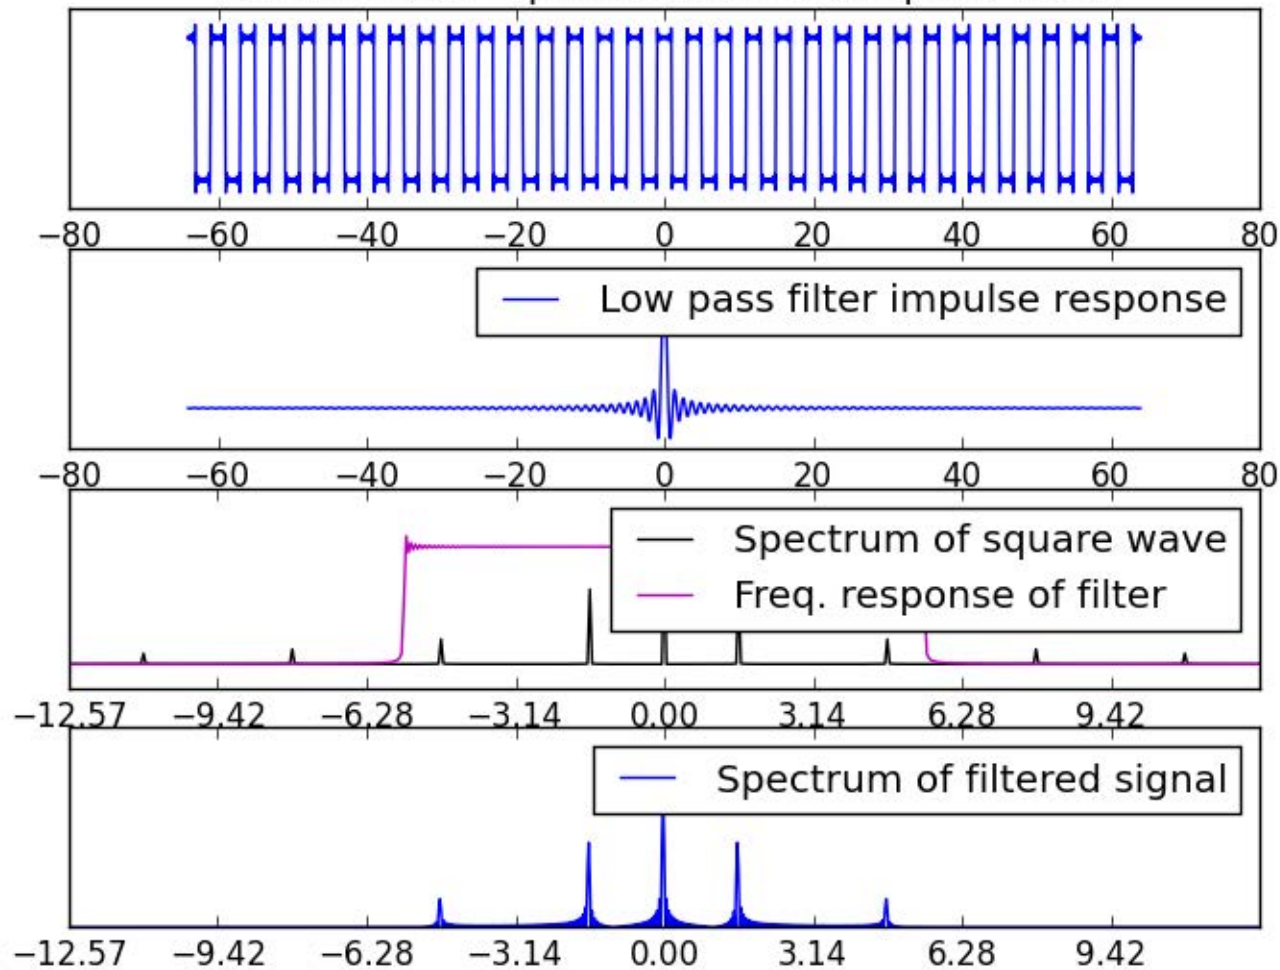 −80 −60 −40 −20 0 20 40 60 80
Low pass filter impulse response
−80 −60 −40 −20 0 20 40 60 80
Spectrum of square wave
Freq. response of filter
−12.57 −9.42 −6.28 −3.14 0.00 3.14 6.28 9.42
Spectrum of filtered signal
−12.57 −9.42 −6.28 −3.14 0.00 3.14 6.28 9.42